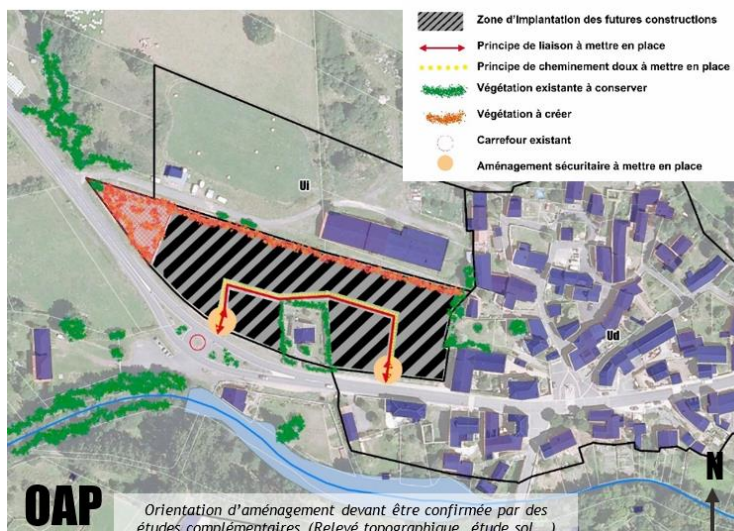 Zone d'Implantation des futures constructions
Principe de liaison à mettre en place
Principe de cheminement doux à mettre en place
Végétation existante à conserver
Végétation à créer
Carrefour existant
Aménagement sécuritaire à mettre en place
Ui
Ud
N
OAP
Orientation d'aménagement devant être confirmée par des
études complémentaires (Relevé topographique, étude sol...)